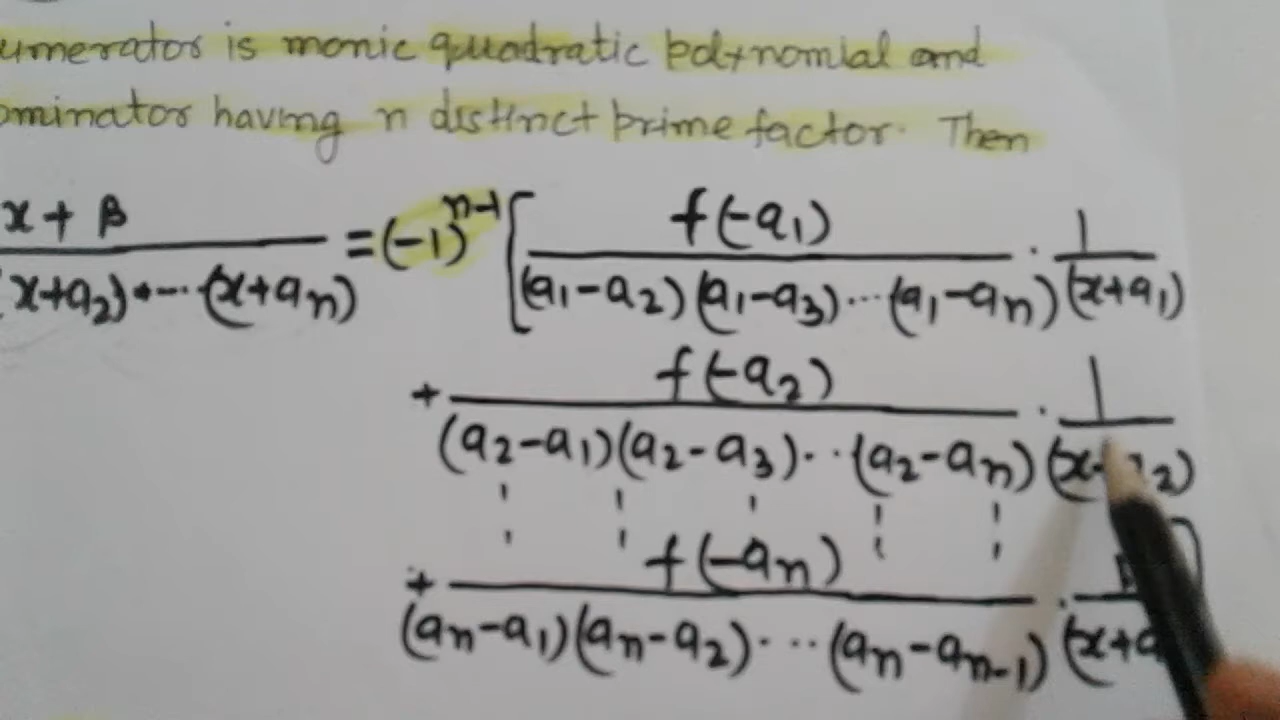 umerator is monic quadratic polynomial and
ominator having n distinct prime factor. Then
x + β / (x+a₂)·⋯(x+aₙ) = (-1)ⁿ⁻¹ [ f(-a₁) / (a₁-a₂)(a₁-a₃)⋯(a₁-aₙ) · 1 / (x+a₁)
+ f(-a₂) / (a₂-a₁)(a₂-a₃)⋯(a₂-aₙ) · 1 / (x+a₂)
+ f(-aₙ) / (aₙ-a₁)(aₙ-a₂)⋯(aₙ-aₙ₋₁) · 1 / (x+a